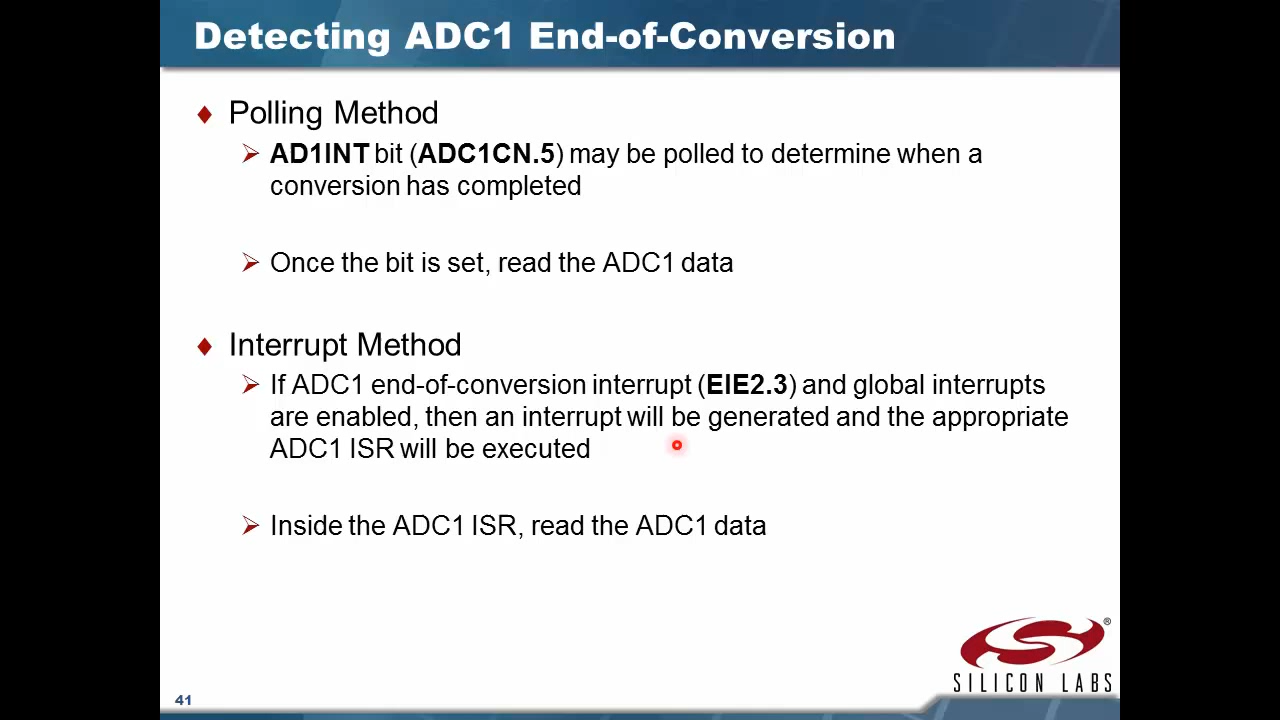 Detecting ADC1 End-of-Conversion
Polling Method
AD1INT bit (ADC1CN.5) may be polled to determine when a
conversion has completed
Once the bit is set, read the ADC1 data
Interrupt Method
If ADC1 end-of-conversion interrupt (EIE2.3) and global interrupts
are enabled, then an interrupt will be generated and the appropriate
ADC1 ISR will be executed
Inside the ADC1 ISR, read the ADC1 data
®
SILICON LABS
41